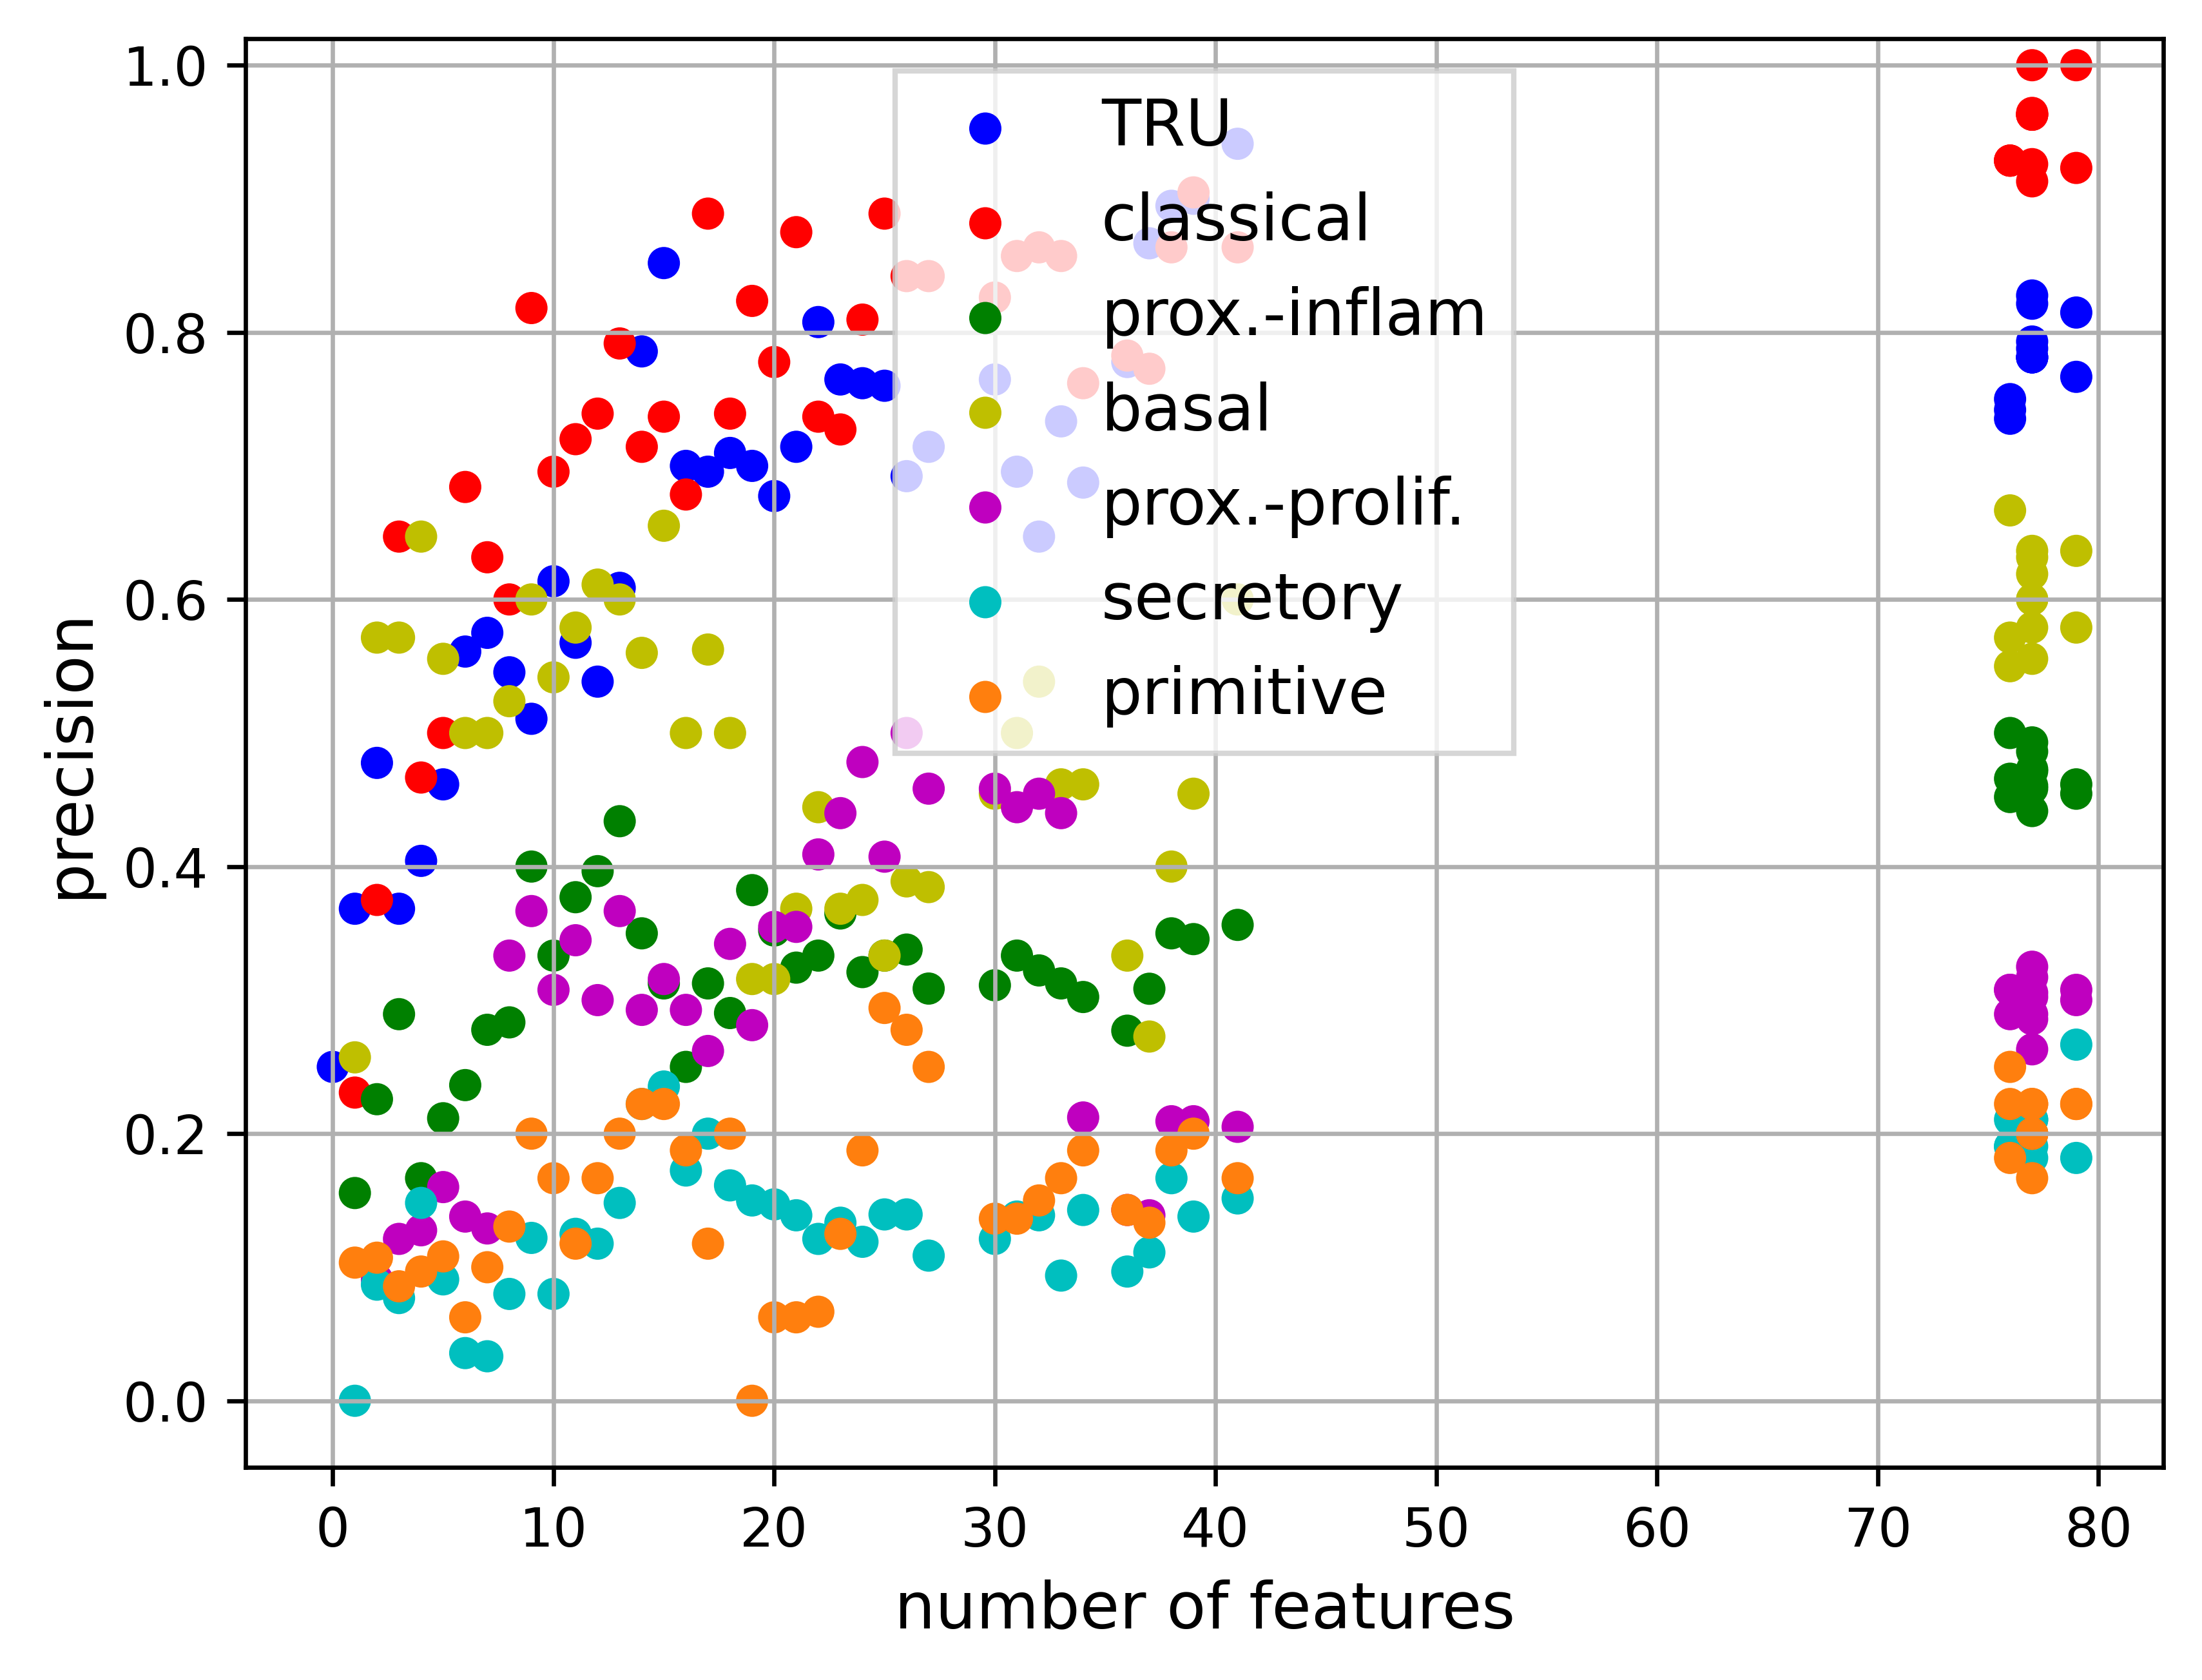 1.0
0.8
0.6
0.4
0.2
0.0
precision
TRU
classical
prox.-inflam
basal
prox.-prolif.
secretory
primitive
0 10 20 30 40 50 60 70 80
number of features